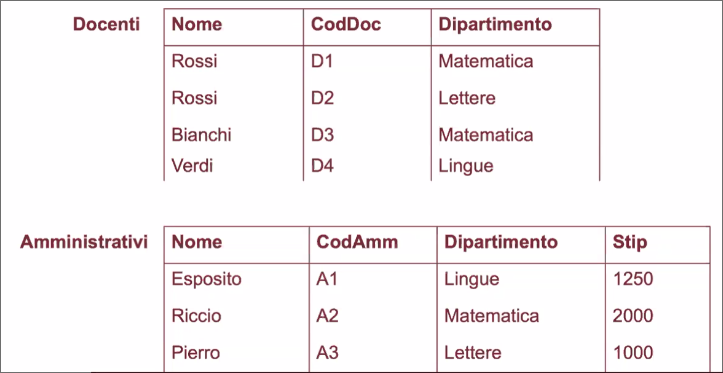 Docenti Nome CodDoc Dipartimento
Rossi D1 Matematica
Rossi D2 Lettere
Bianchi D3 Matematica
Verdi D4 Lingue
Amministrativi Nome CodAmm Dipartimento Stip
Esposito A1 Lingue 1250
Riccio A2 Matematica 2000
Pierro A3 Lettere 1000